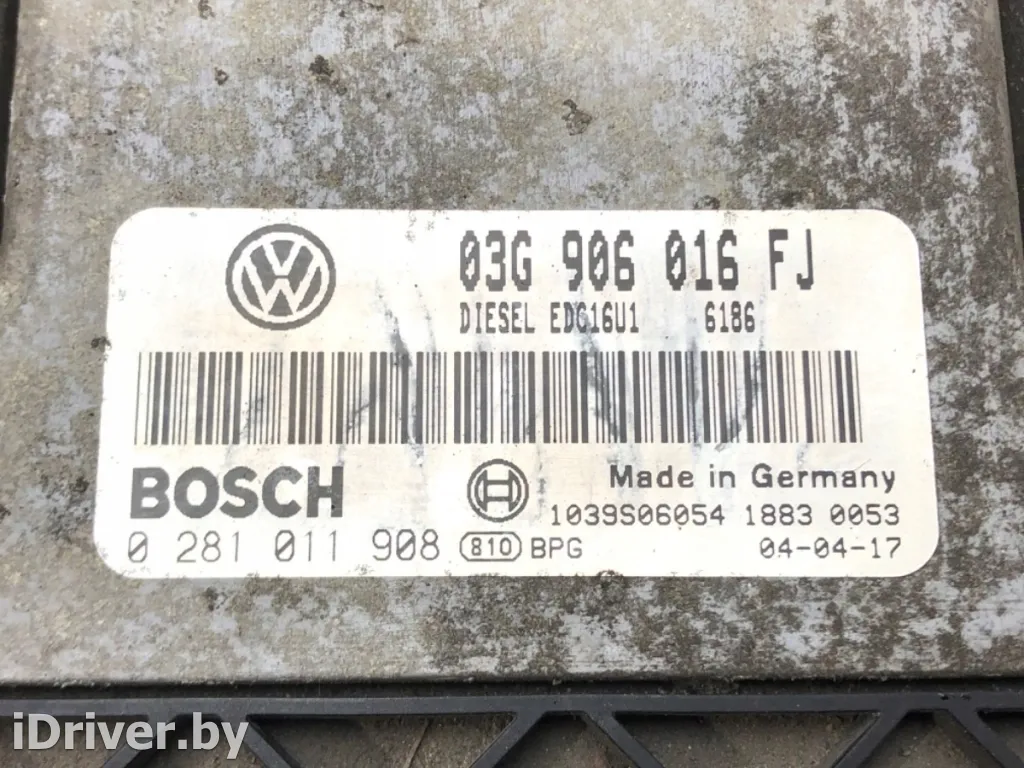 VW
03G 906 016 FJ
DIESEL EDC16U1 6186
BOSCH
Made in Germany
1039S06054 1883 0053
0 281 011 908 810 BPG 04-04-17
iDriver.by